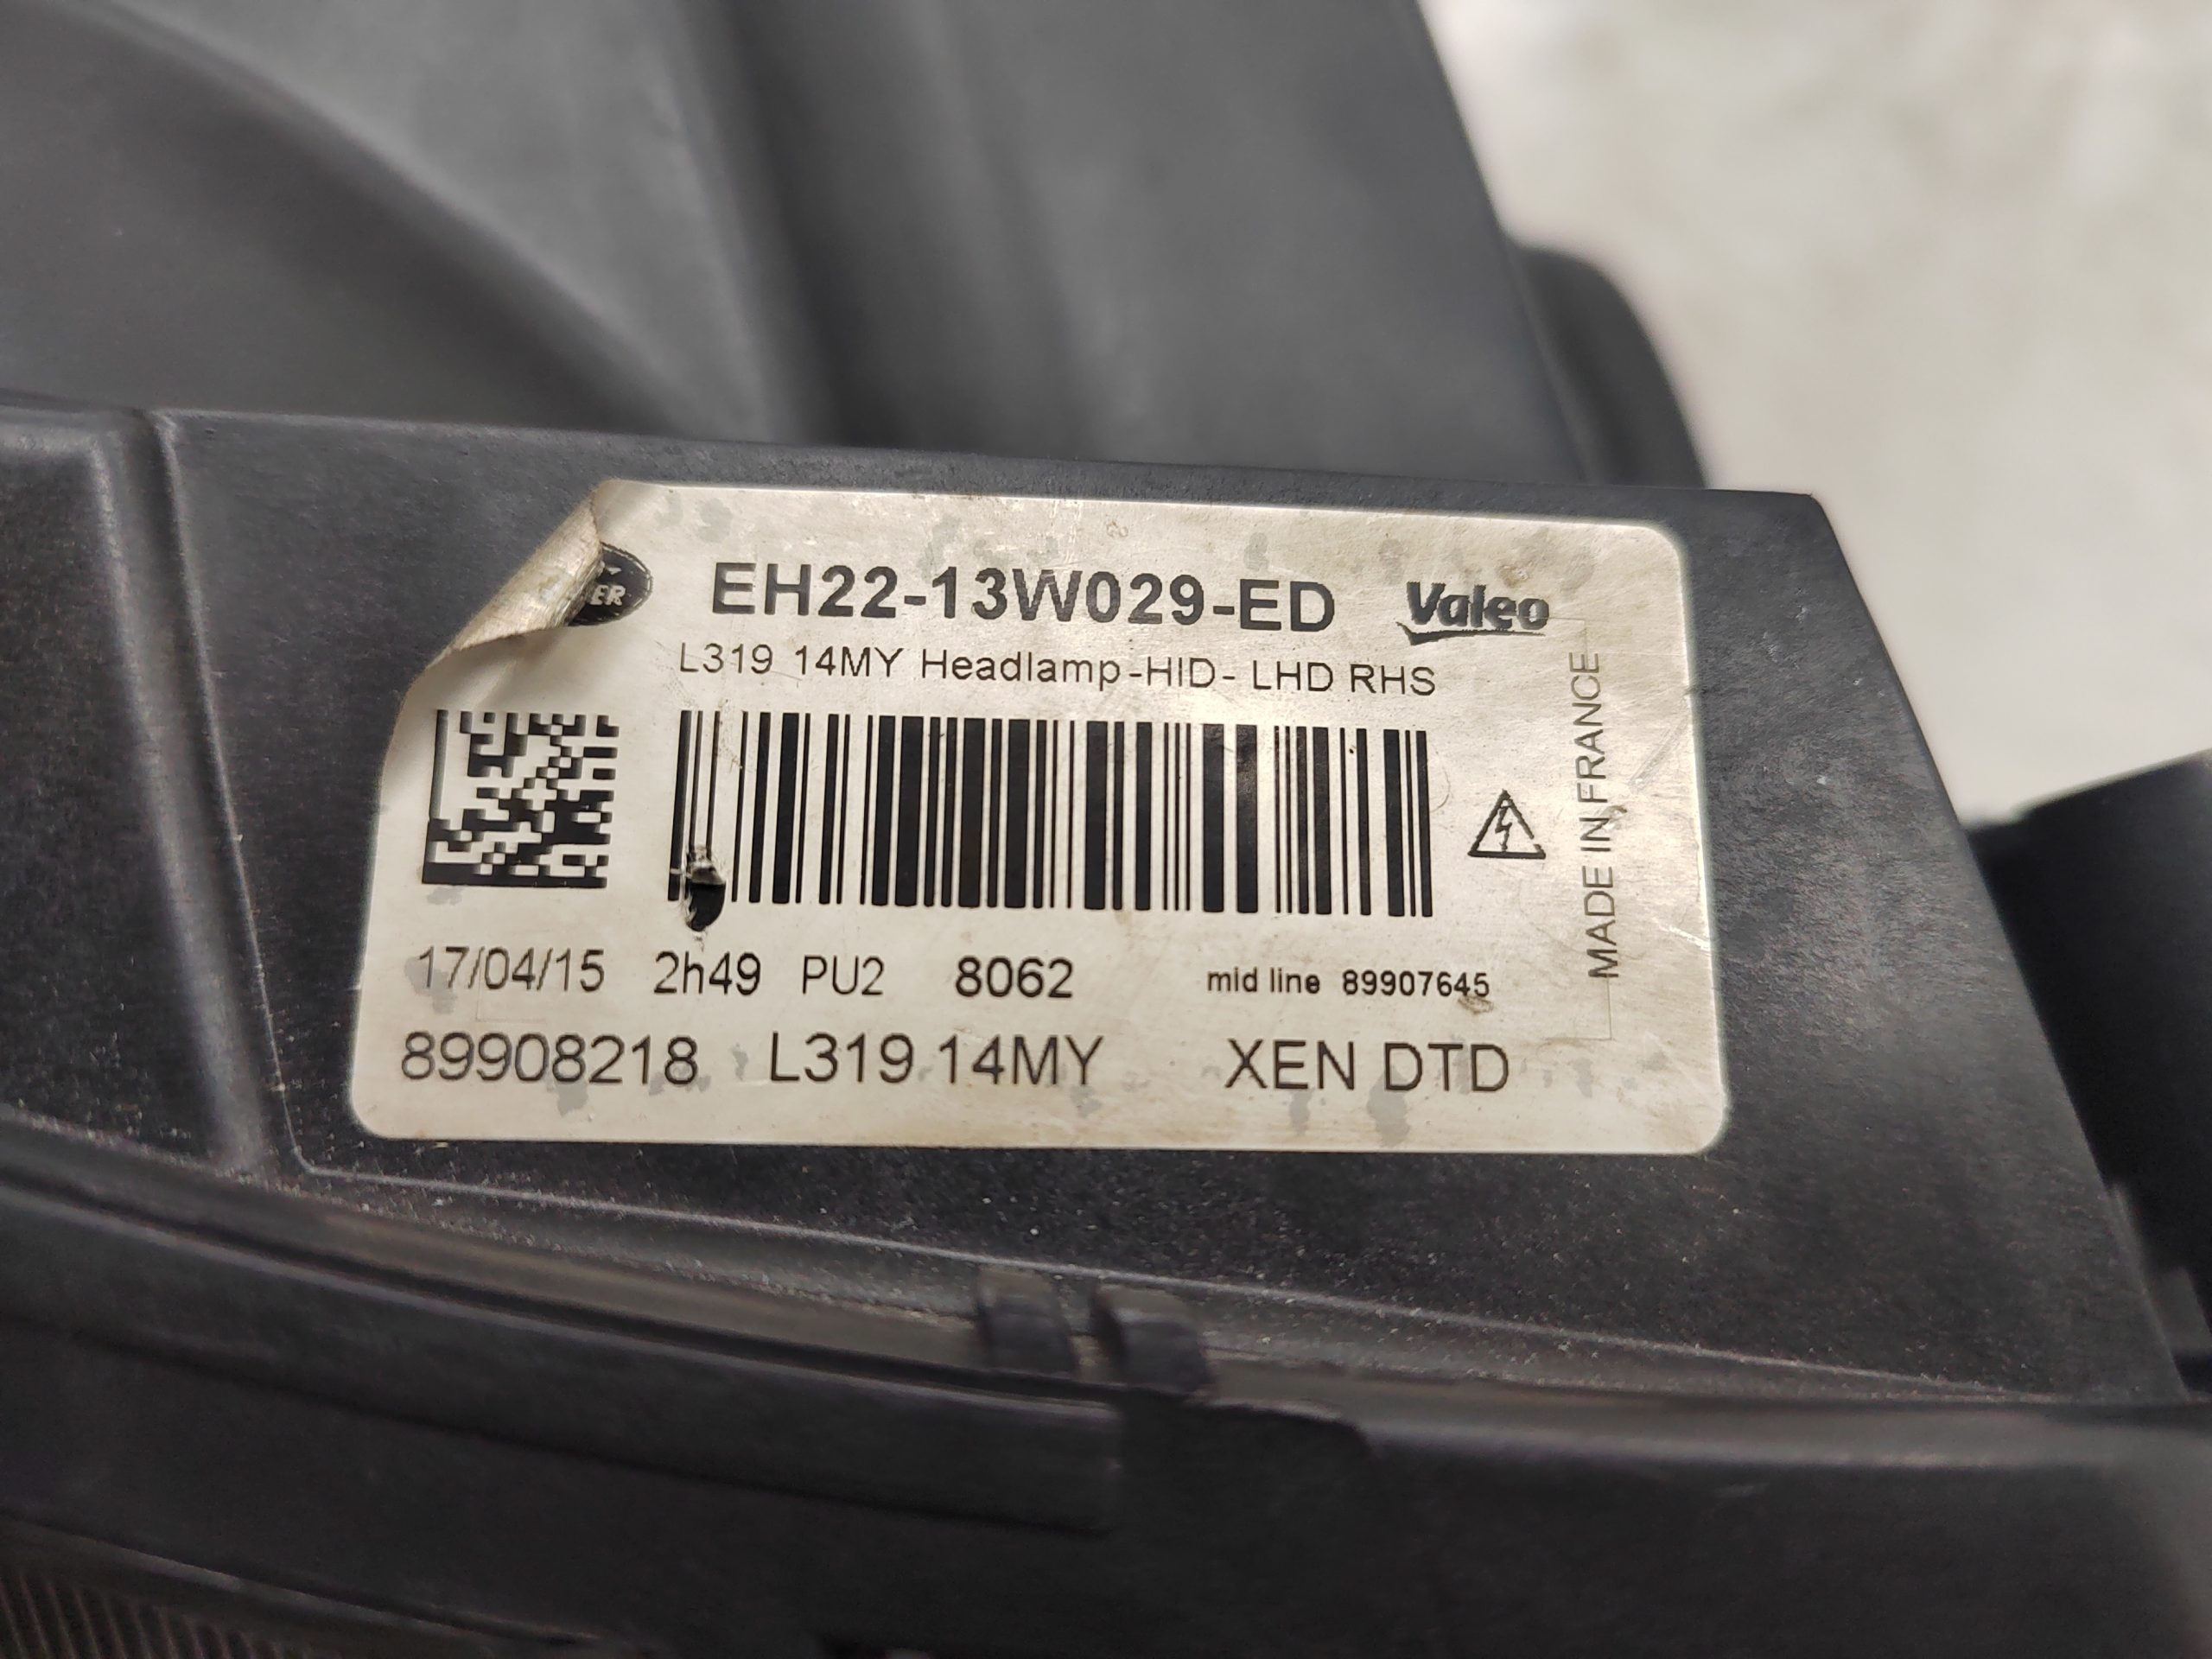 EH22-13W029-ED Valeo
L319 14MY Headlamp-HID- LHD RHS
MADE IN FRANCE
17/04/15 2h49 PU2 8062 mid line 89907645
89908218 L319 14MY XEN DTD